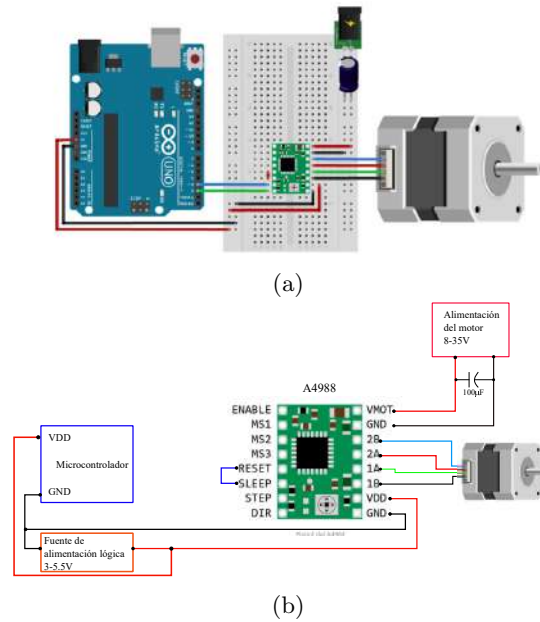 UNO
(a)
Alimentación
del motor
8-35V
100µF
A4988
ENABLE
MS1
MS2
MS3
RESET
SLEEP
STEP
DIR
VMOT
GND
2B
2A
1A
1B
VDD
GND
VDD
Microcontrolador
GND
Fuente de
alimentación lógica
3-5.5V
(b)